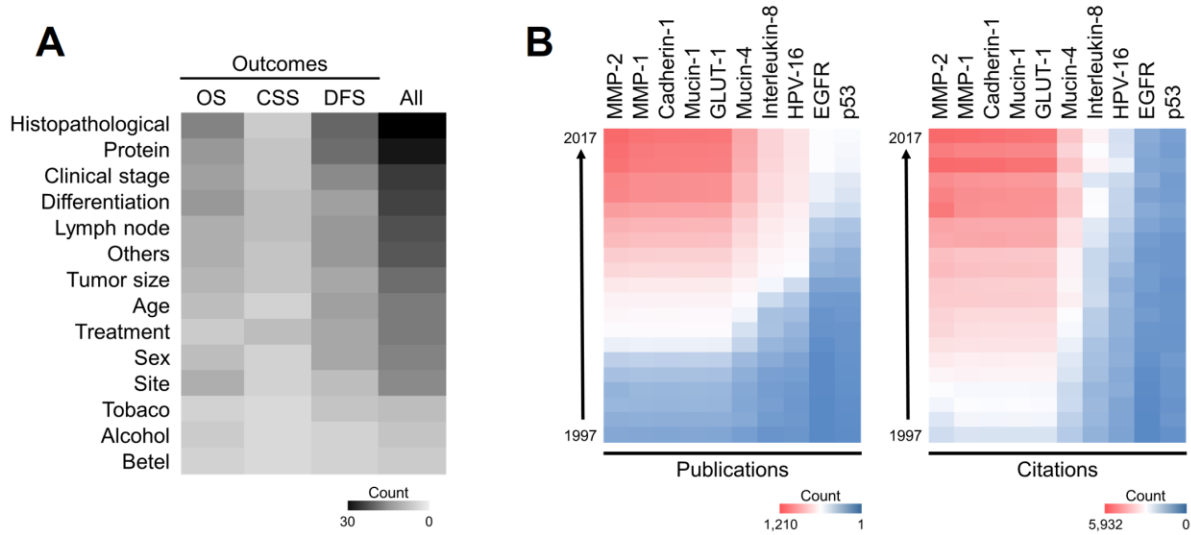 A
Outcomes
OS CSS DFS All
Histopathological
Protein
Clinical stage
Differentiation
Lymph node
Others
Tumor size
Age
Treatment
Sex
Site
Tobaco
Alcohol
Betel
Count
30 0
B
MMP-2
MMP-1
Cadherin-1
Mucin-1
GLUT-1
Mucin-4
Interleukin-8
HPV-16
EGFR
p53
2017
1997
Publications
Count
1,210 1
MMP-2
MMP-1
Cadherin-1
Mucin-1
GLUT-1
Mucin-4
Interleukin-8
HPV-16
EGFR
p53
2017
1997
Citations
Count
5,932 0